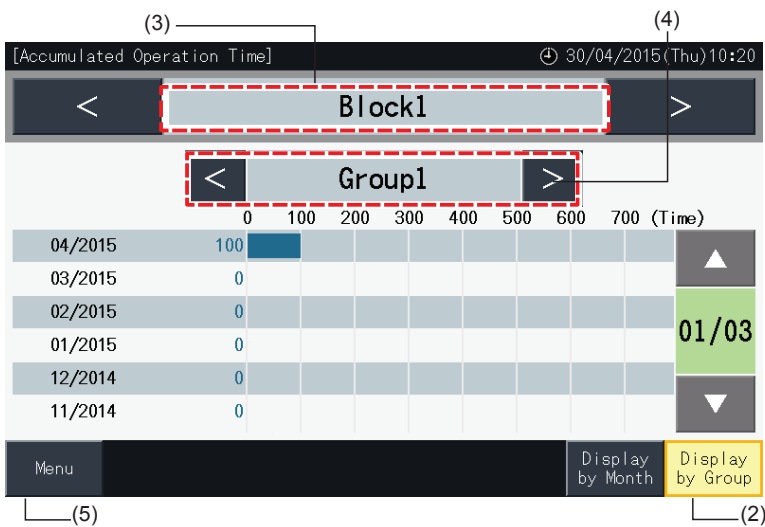 (3) (4)
[Accumulated Operation Time] 30/04/2015(Thu)10:20
< Block1 >
< Group1 >
0 100 200 300 400 500 600 700 (Time)
04/2015 100
03/2015 0
02/2015 0
01/2015 0
12/2014 0
11/2014 0
01/03
Menu
Display
by Month
Display
by Group
(5) (2)